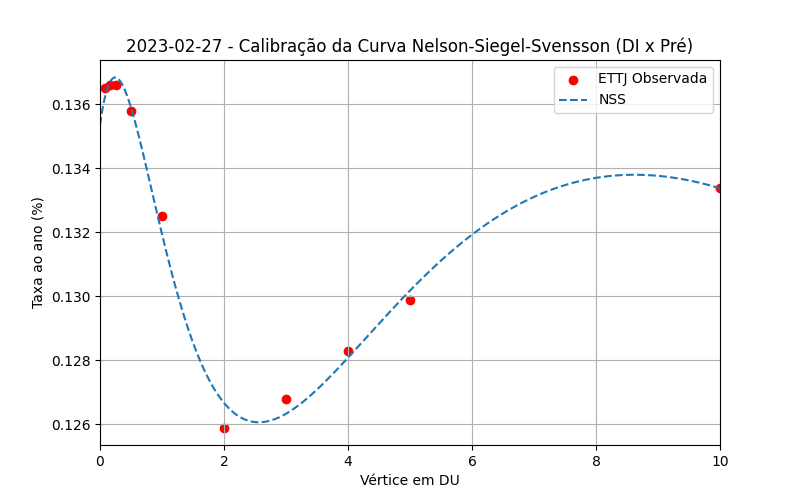 2023-02-27 - Calibração da Curva Nelson-Siegel-Svensson (DI x Pré)
ETTJ Observada
NSS
Taxa ao ano (%)
0.136
0.134
0.132
0.130
0.128
0.126
0 2 4 6 8 10
Vértice em DU